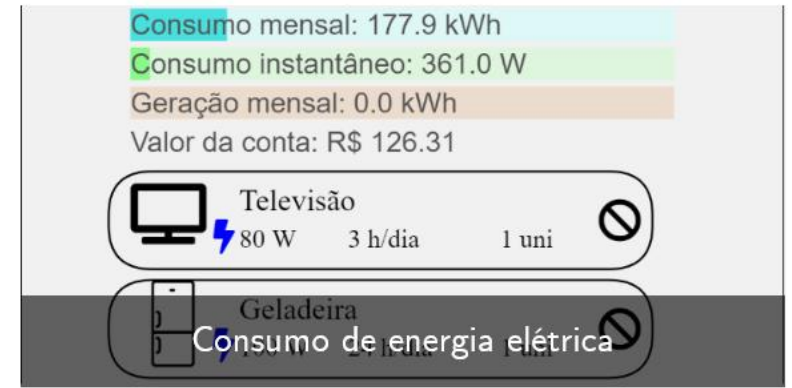 Consumo mensal: 177.9 kWh
Consumo instantâneo: 361.0 W
Geração mensal: 0.0 kWh
Valor da conta: R$ 126.31
Televisão
80 W 3 h/dia 1 uni
Geladeira
Consumo de energia elétrica